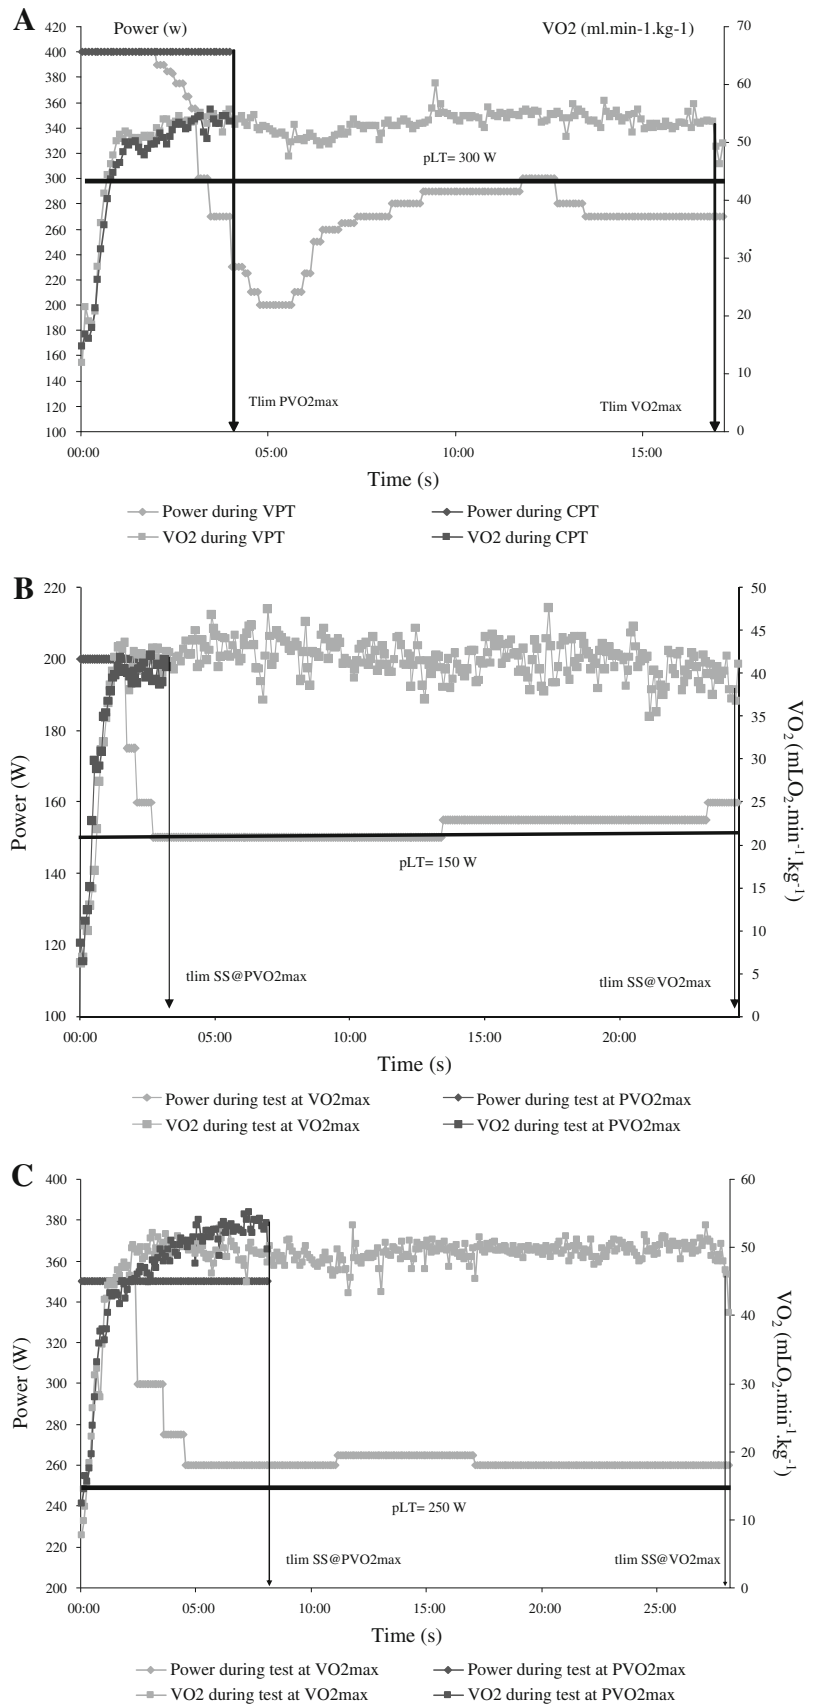 A
Power (w)
VO2 (ml.min-1.kg-1)
420
400
380
360
340
320
300
280
260
240
220
200
180
160
140
120
100
70
60
50
40
30
20
10
0
pLT= 300 W
Tlim PVO2max
Tlim VO2max
00:00 05:00 10:00 15:00
Time (s)
Power during VPT
Power during CPT
VO2 during VPT
VO2 during CPT
B
220
200
180
160
140
120
100
Power (W)
50
45
40
35
30
25
20
15
10
5
0
VO2 (mLO2.min-1.kg-1)
pLT= 150 W
tlim SS@PVO2max
tlim SS@VO2max
00:00 05:00 10:00 15:00 20:00
Time (s)
Power during test at VO2max
Power during test at PVO2max
VO2 during test at VO2max
VO2 during test at PVO2max
C
400
380
360
340
320
300
280
260
240
220
200
Power (W)
60
50
40
30
20
10
0
VO2 (mLO2.min-1.kg-1)
pLT= 250 W
tlim SS@PVO2max
tlim SS@VO2max
00:00 05:00 10:00 15:00 20:00 25:00
Time (s)
Power during test at VO2max
Power during test at PVO2max
VO2 during test at VO2max
VO2 during test at PVO2max